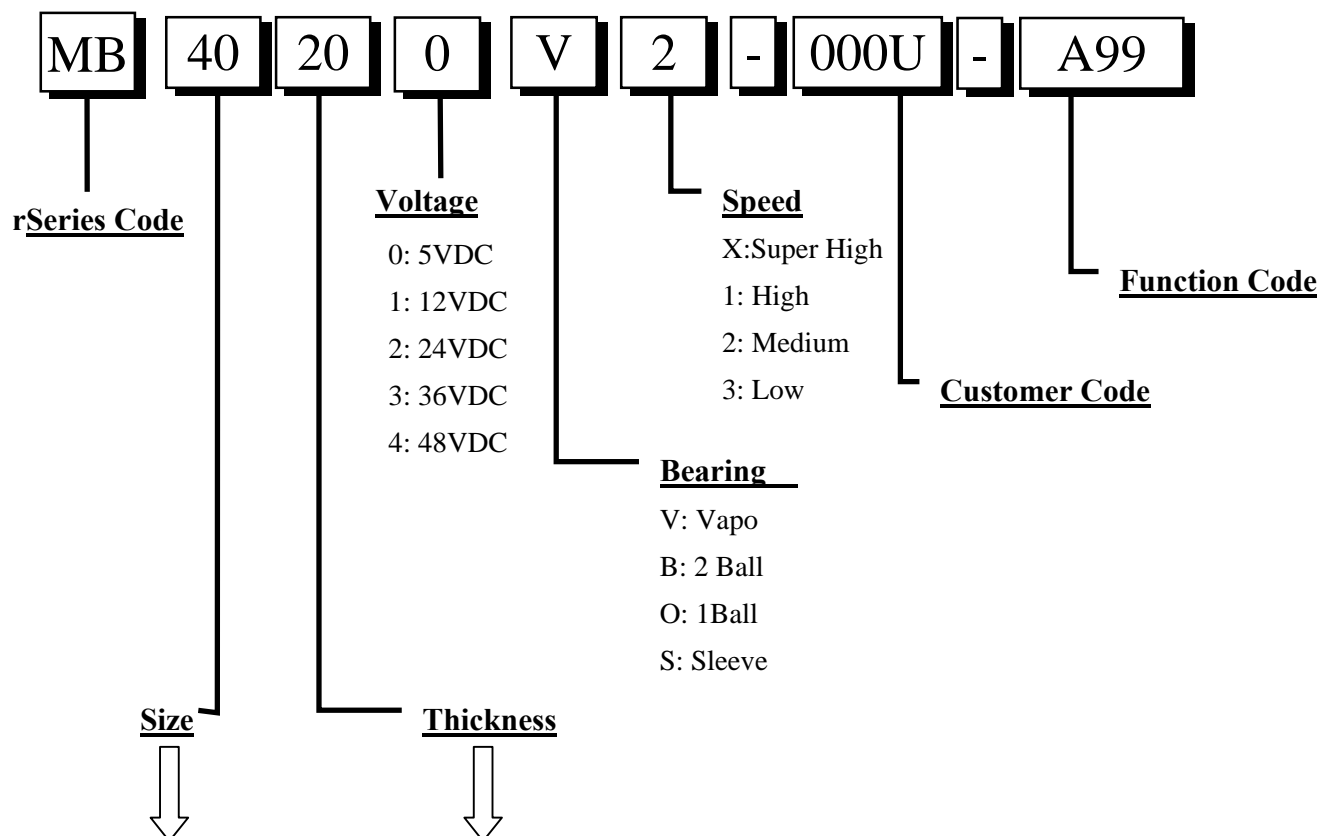 MB 40 20 0 V 2 - 000U - A99
rSeries Code
Voltage
0: 5VDC
1: 12VDC
2: 24VDC
3: 36VDC
4: 48VDC
Speed
X:Super High
1: High
2: Medium
3: Low
Function Code
Customer Code
Bearing
V: Vapo
B: 2 Ball
O: 1Ball
S: Sleeve
Size
Thickness